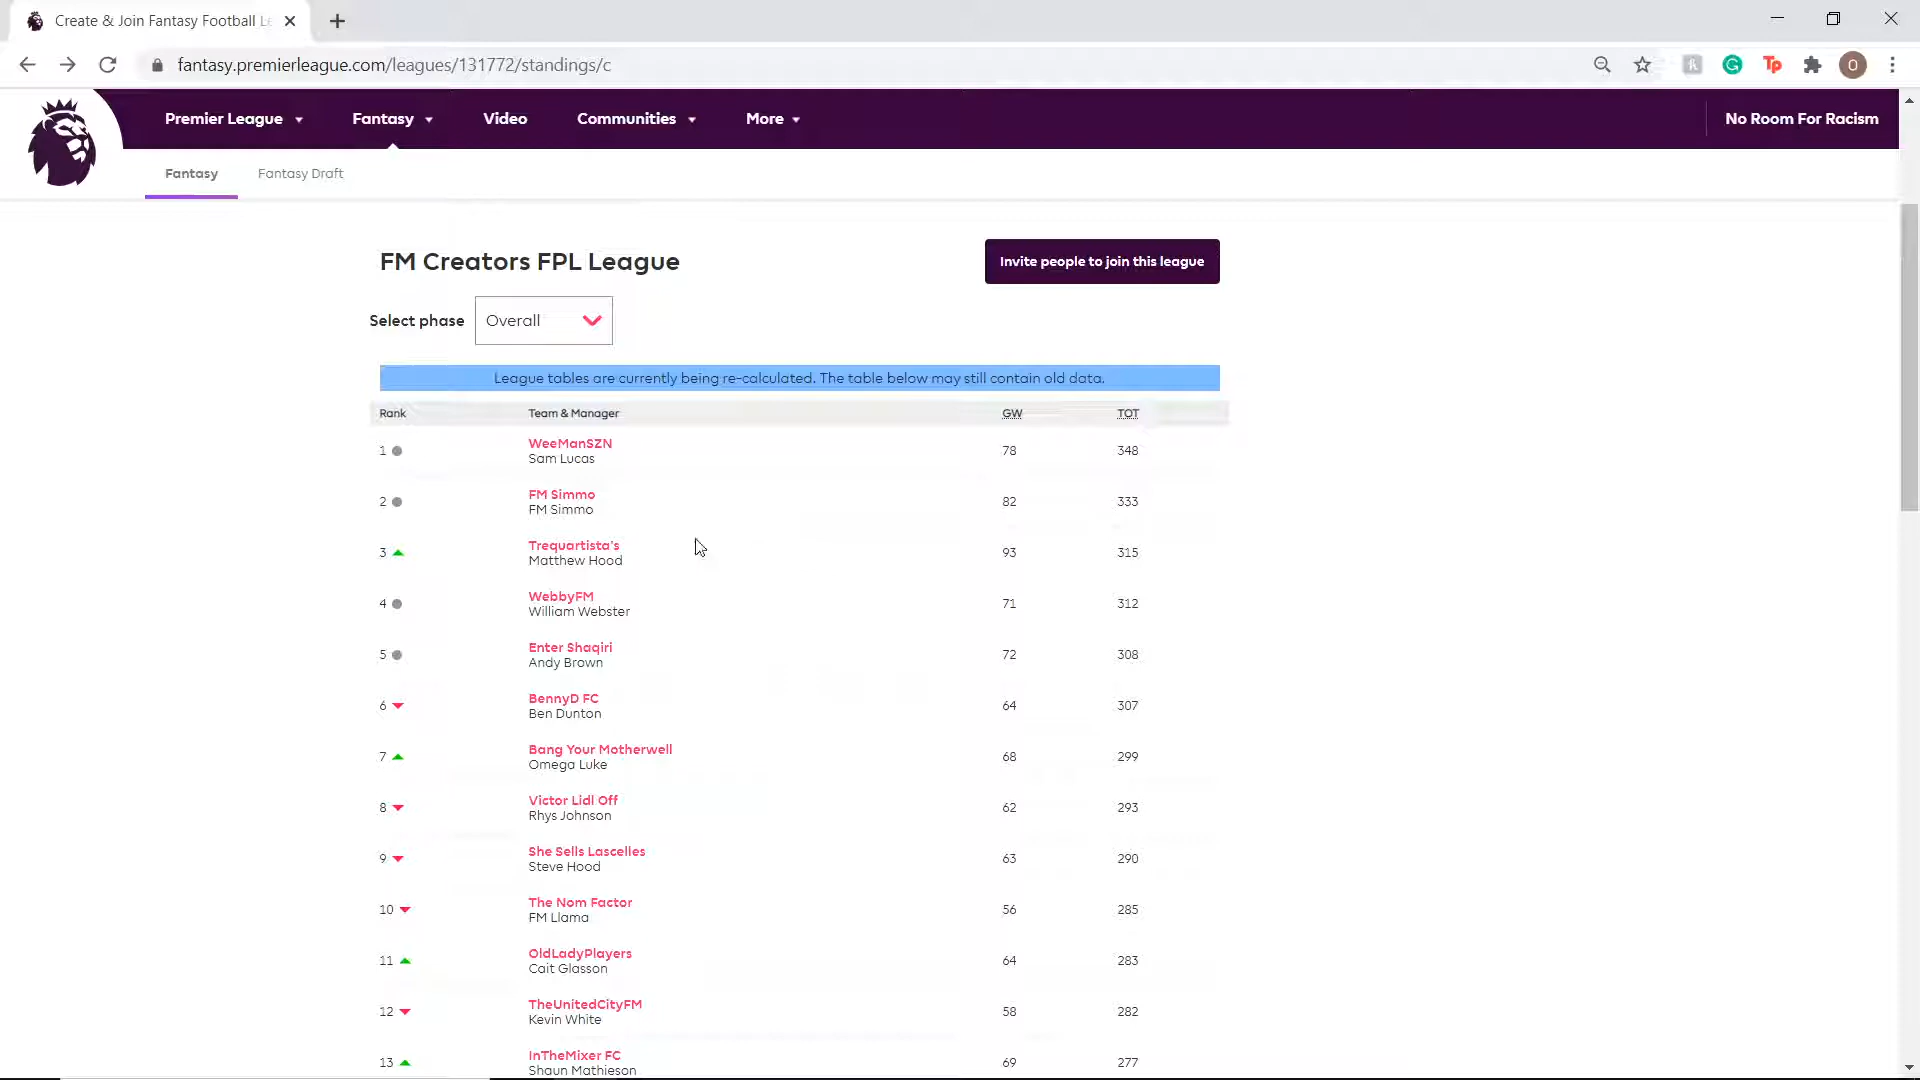 Create & Join Fantasy Football Le
fantasy.premierleague.com/leagues/131772/standings/c
O
Premier League
Fantasy
Video
Communities
More
No Room For Racism
Fantasy
Fantasy Draft
FM Creators FPL League
Invite people to join this league
Select phase
Overall
League tables are currently being re-calculated. The table below may still contain old data.
Rank Team & Manager GW TOT
1 WeeManSZN 78 348
Sam Lucas
2 FM Simmo 82 333
FM Simmo
3 Trequartista's 93 315
Matthew Hood
4 WebbyFM 71 312
William Webster
5 Enter Shaqiri 72 308
Andy Brown
6 BennyD FC 64 307
Ben Dunton
7 Bang Your Motherwell 68 299
Omega Luke
8 Victor Lidl Off 62 293
Rhys Johnson
9 She Sells Lascelles 63 290
Steve Hood
10 The Nom Factor 56 285
FM Llama
11 OldLadyPlayers 64 283
Cait Glasson
12 TheUnitedCityFM 58 282
Kevin White
13 InTheMixer FC 69 277
Shaun Mathieson